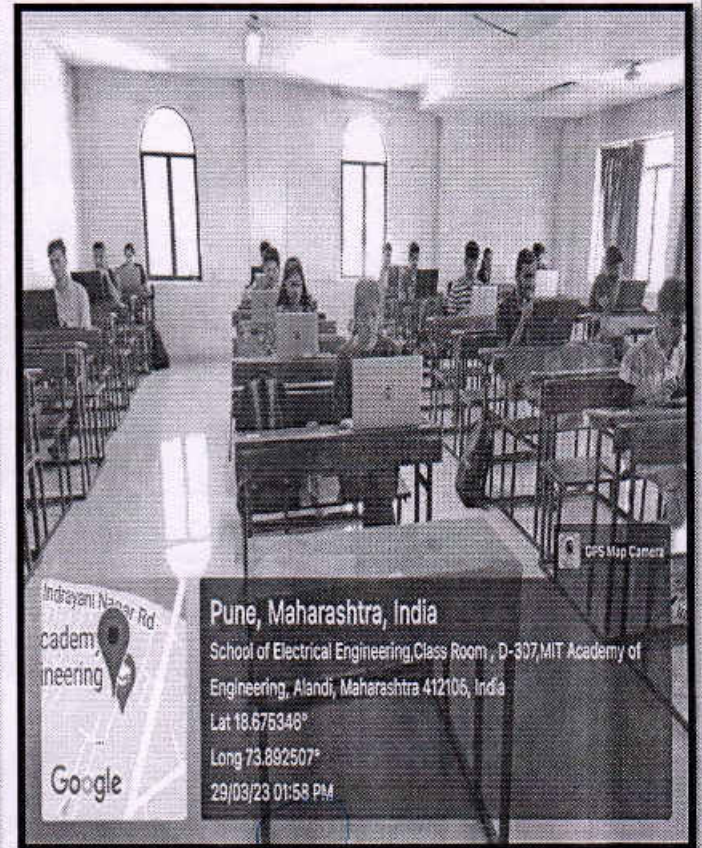 GPS Map Camera
Indrayani Nagar Rd
cadem
ineering
Google
Pune, Maharashtra, India
School of Electrical Engineering,Class Room , D-307,MIT Academy of
Engineering, Alandi, Maharashtra 412105, India
Lat 18.675346°
Long 73.892507°
29/03/23 01:58 PM